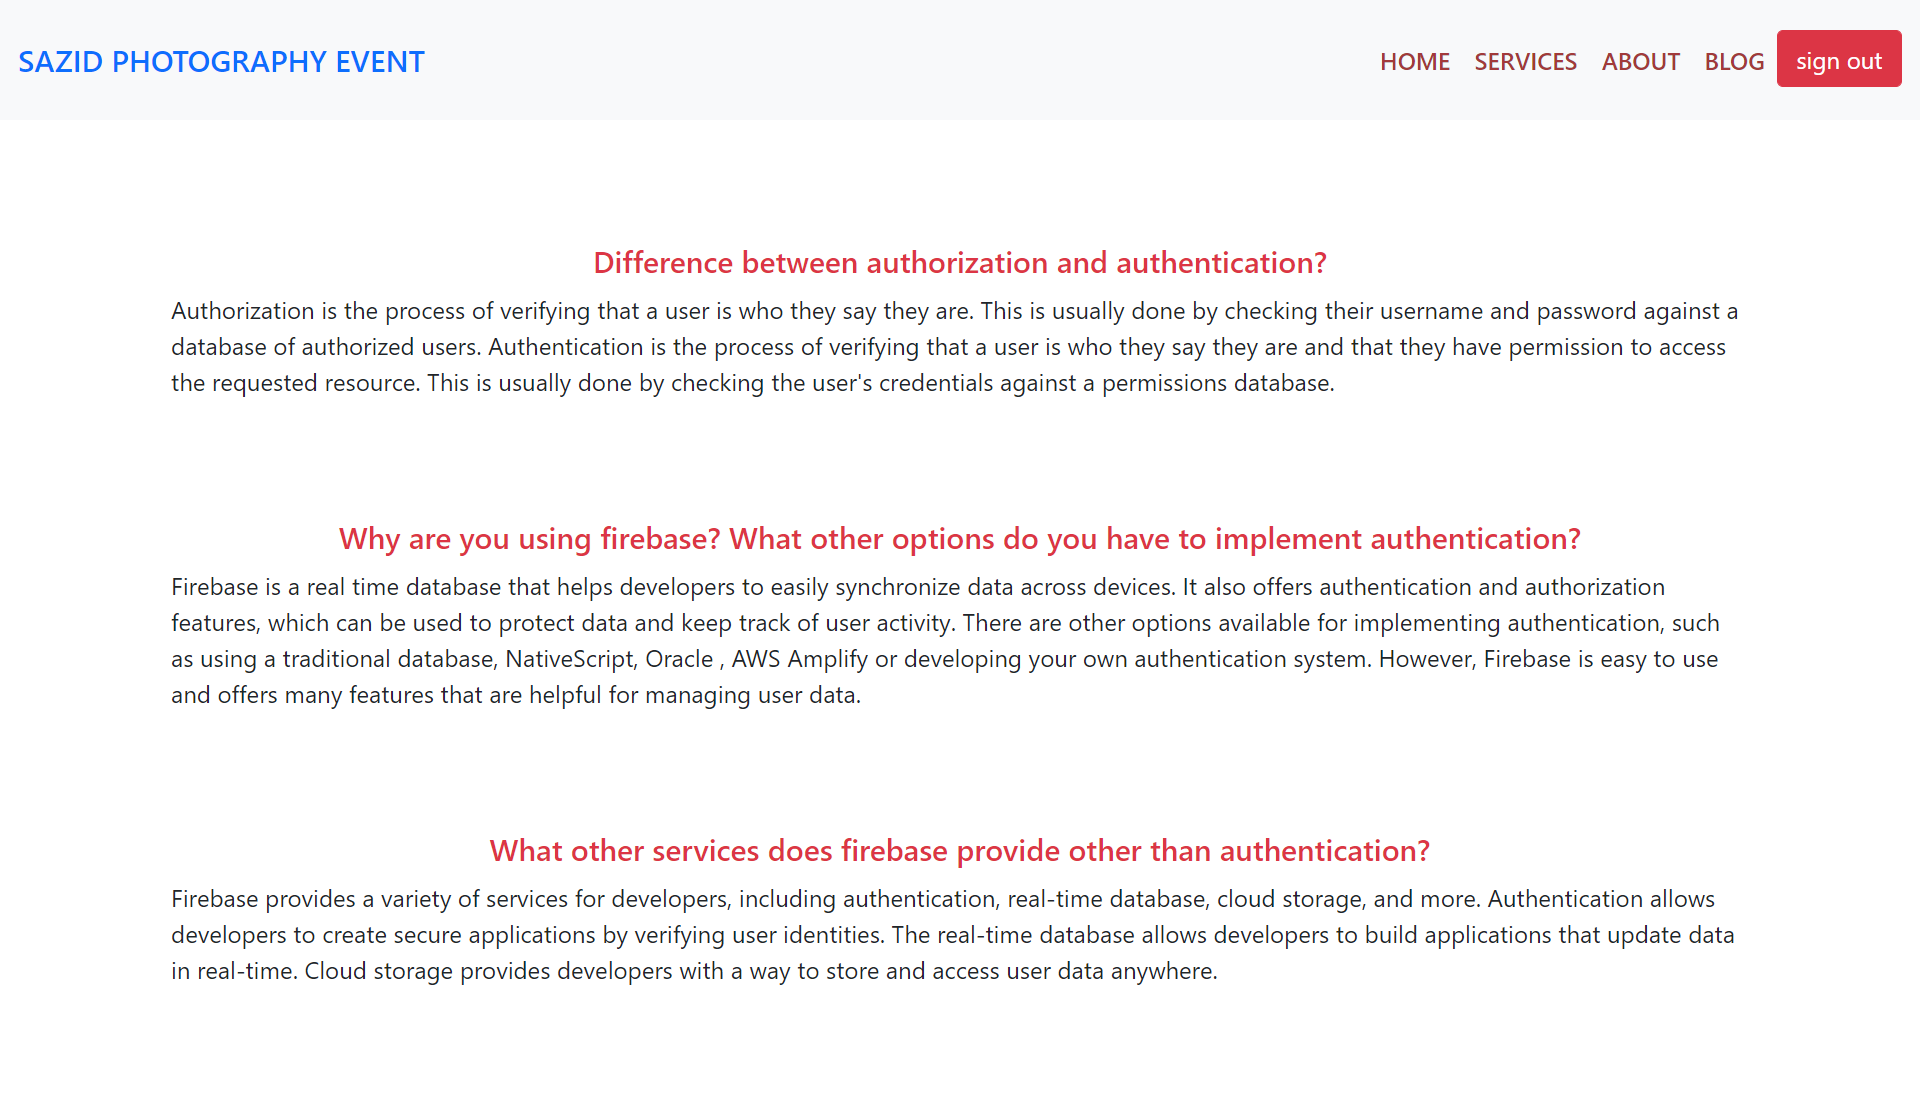 SAZID PHOTOGRAPHY EVENT
HOME SERVICES ABOUT BLOG sign out
Difference between authorization and authentication?
Authorization is the process of verifying that a user is who they say they are. This is usually done by checking their username and password against a
database of authorized users. Authentication is the process of verifying that a user is who they say they are and that they have permission to access
the requested resource. This is usually done by checking the user's credentials against a permissions database.
Why are you using firebase? What other options do you have to implement authentication?
Firebase is a real time database that helps developers to easily synchronize data across devices. It also offers authentication and authorization
features, which can be used to protect data and keep track of user activity. There are other options available for implementing authentication, such
as using a traditional database, NativeScript, Oracle , AWS Amplify or developing your own authentication system. However, Firebase is easy to use
and offers many features that are helpful for managing user data.
What other services does firebase provide other than authentication?
Firebase provides a variety of services for developers, including authentication, real-time database, cloud storage, and more. Authentication allows
developers to create secure applications by verifying user identities. The real-time database allows developers to build applications that update data
in real-time. Cloud storage provides developers with a way to store and access user data anywhere.